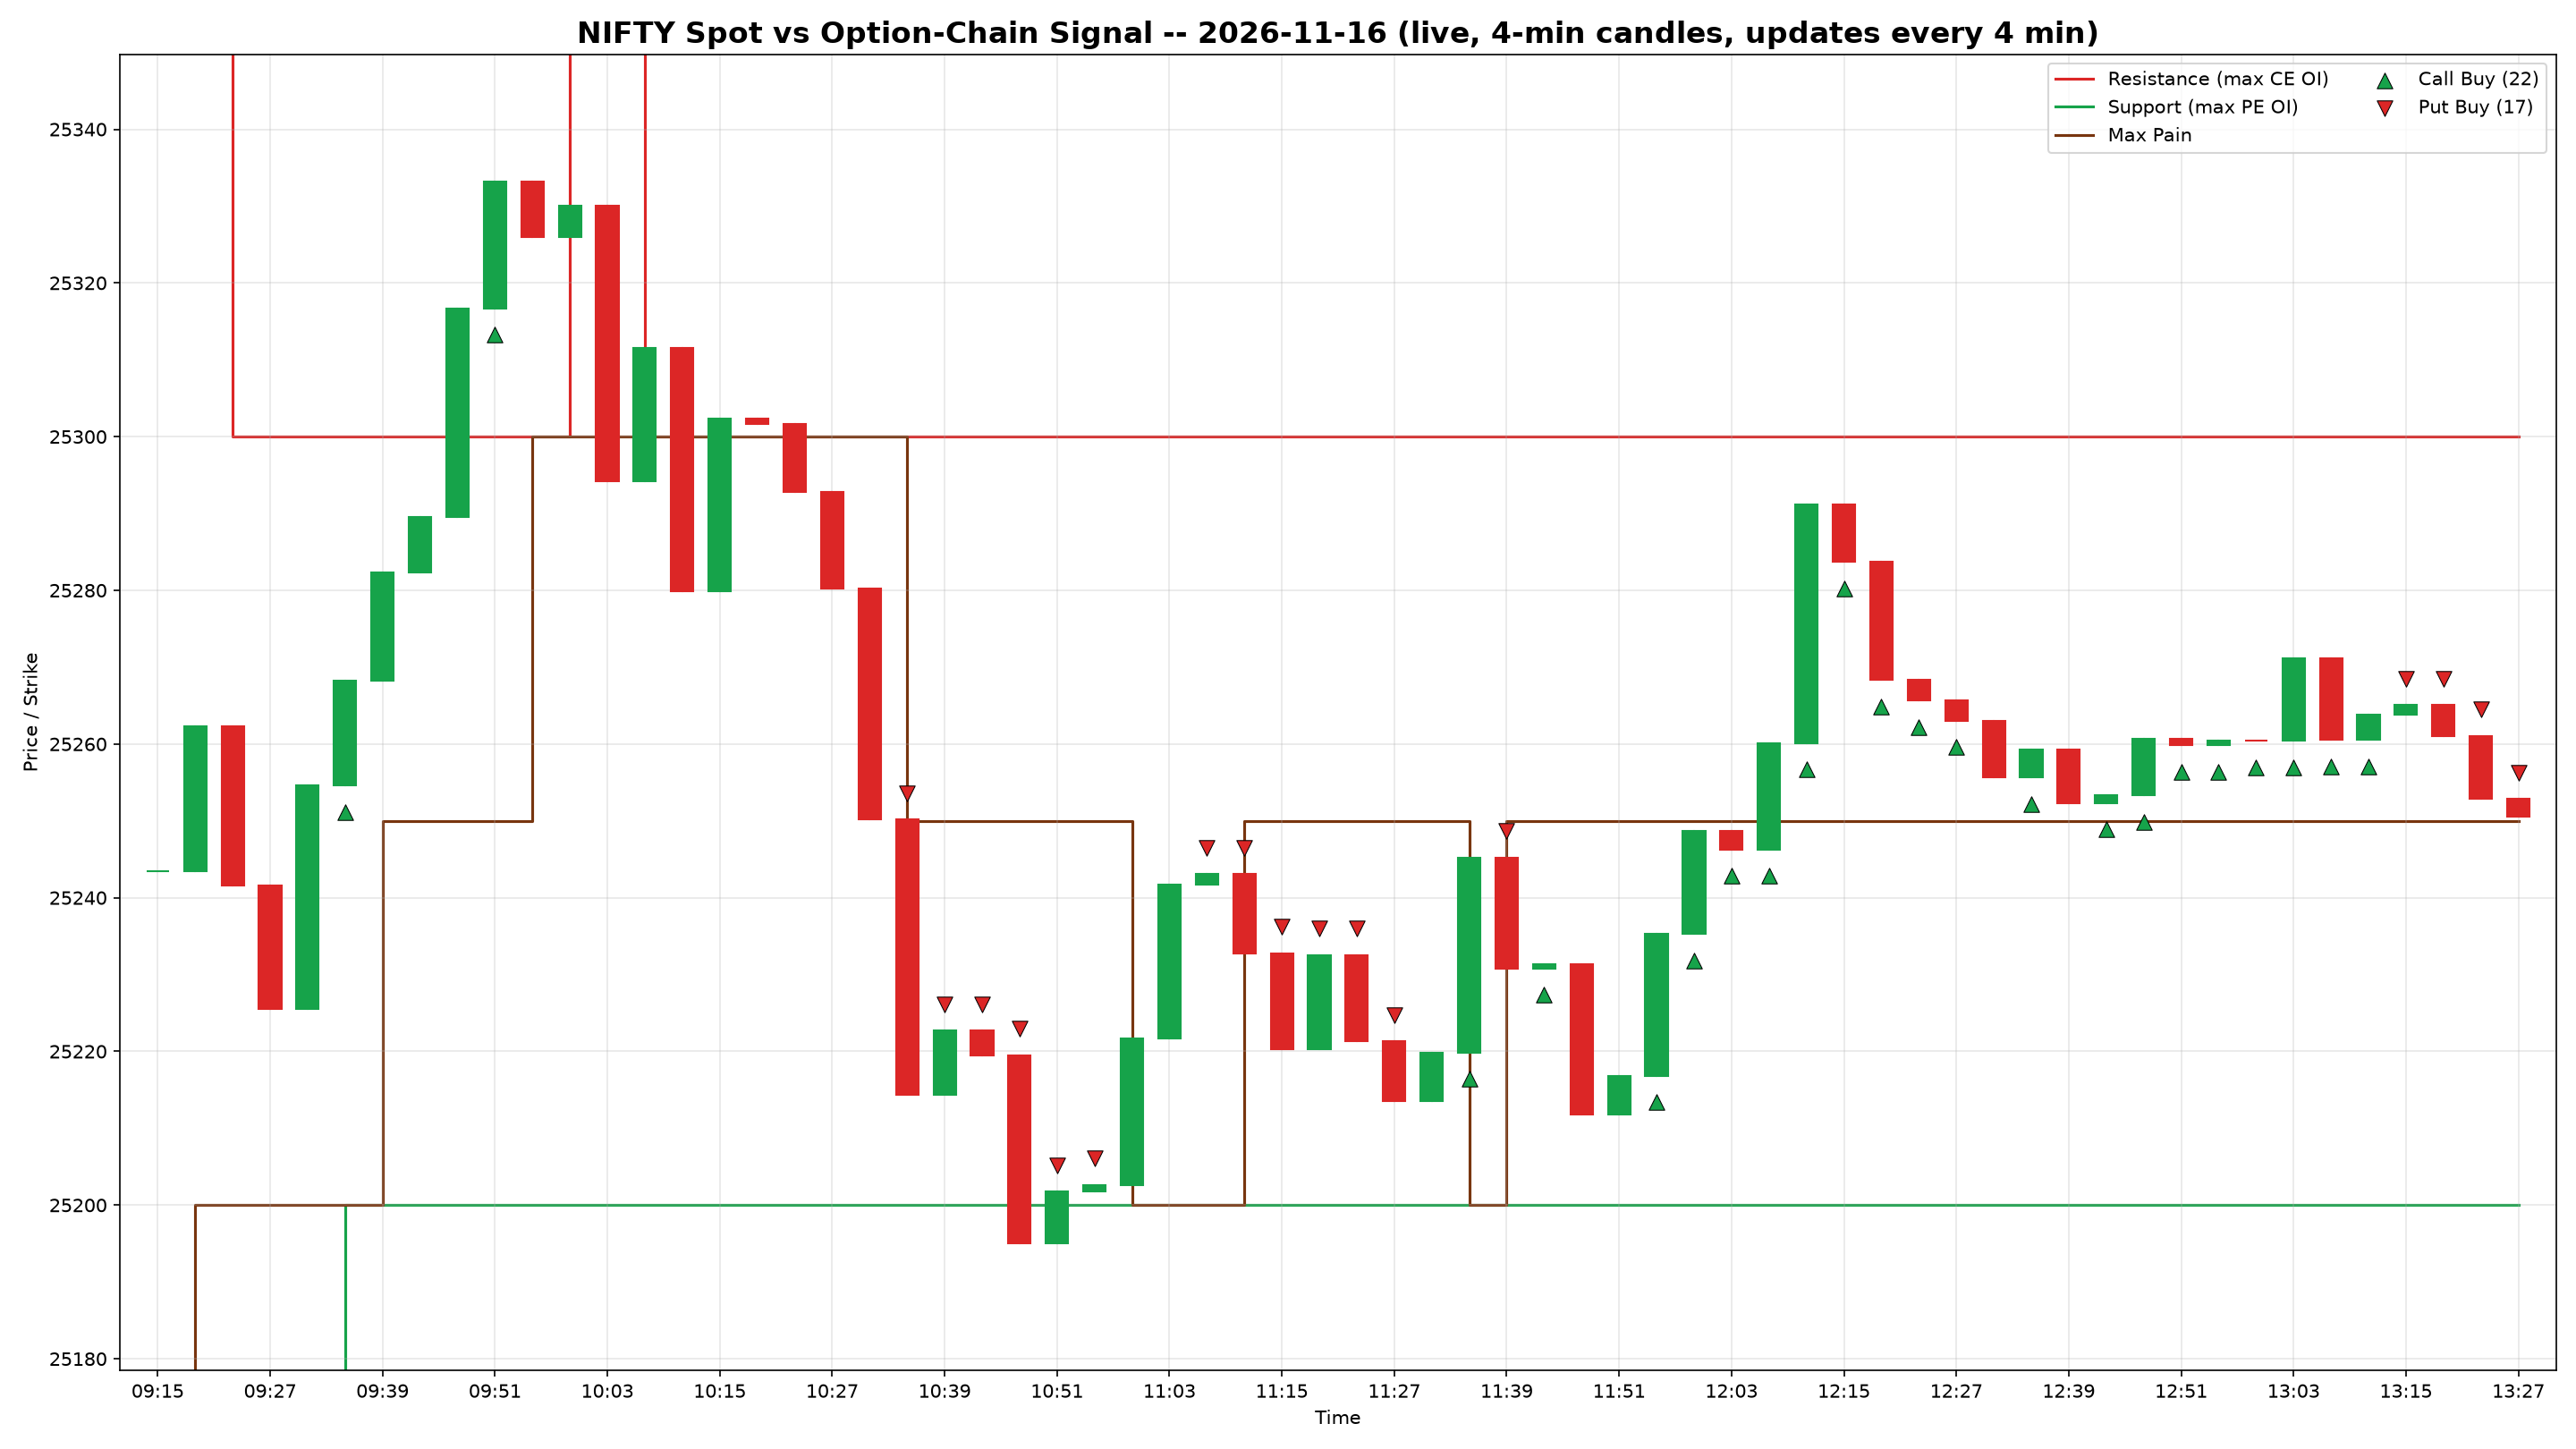 NIFTY Spot vs Option-Chain Signal -- 2026-11-16 (live, 4-min candles, updates every 4 min)
Resistance (max CE OI)
Support (max PE OI)
Max Pain
Call Buy (22)
Put Buy (17)
Price / Strike
25340
25320
25300
25280
25260
25240
25220
25200
25180
09:15 09:27 09:39 09:51 10:03 10:15 10:27 10:39 10:51 11:03 11:15 11:27 11:39 11:51 12:03 12:15 12:27 12:39 12:51 13:03 13:15 13:27
Time